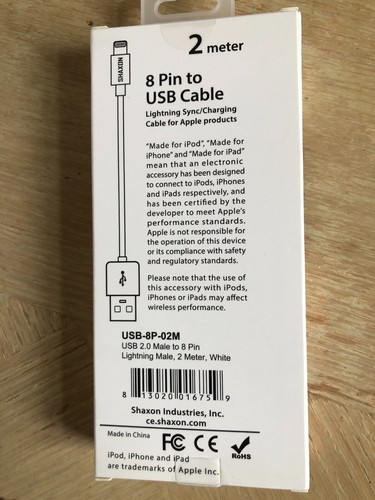 2 meter
SHAXON
8 Pin to
USB Cable
Lightning Sync/Charging
Cable for Apple products
"Made for iPod", "Made for
iPhone" and "Made for iPad"
mean that an electronic
accessory has been designed
to connect to iPods, iPhones
and iPads respectively, and
has been certified by the
developer to meet Apple's
performance standards.
Apple is not responsible for
the operation of this device
or its compliance with safety
and regulatory standards.
Please note that the use of
this accessory with iPods,
iPhones or iPads may affect
wireless performance.
USB-8P-02M
USB 2.0 Male to 8 Pin
Lightning Male, 2 Meter, White
8 13020 01675 9
Shaxon Industries, Inc.
ce.shaxon.com
Made in China
FC CE RoHS
iPod, iPhone and iPad
are trademarks of Apple Inc.